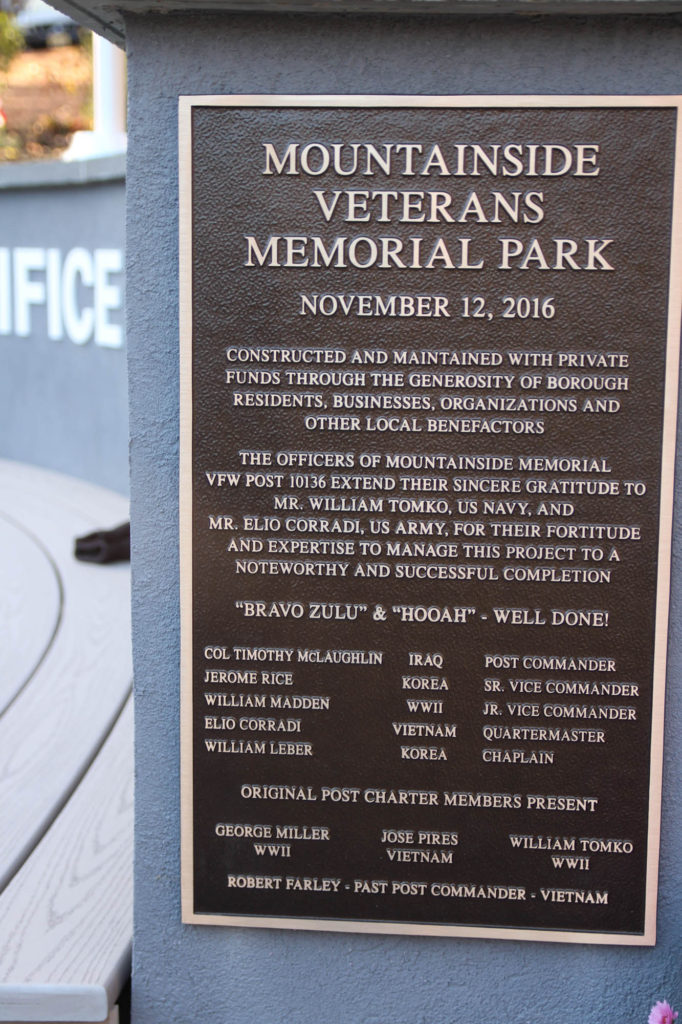 MOUNTAINSIDE
VETERANS
MEMORIAL PARK
NOVEMBER 12, 2016
CONSTRUCTED AND MAINTAINED WITH PRIVATE
FUNDS THROUGH THE GENEROSITY OF BOROUGH
RESIDENTS, BUSINESSES, ORGANIZATIONS AND
OTHER LOCAL BENEFACTORS
THE OFFICERS OF MOUNTAINSIDE MEMORIAL
VFW POST 10136 EXTEND THEIR SINCERE GRATITUDE TO
MR. WILLIAM TOMKO, US NAVY, AND
MR. ELIO CORRADI, US ARMY, FOR THEIR FORTITUDE
AND EXPERTISE TO MANAGE THIS PROJECT TO A
NOTEWORTHY AND SUCCESSFUL COMPLETION
"BRAVO ZULU" & "HOOAH" - WELL DONE!
COL TIMOTHY McLAUGHLIN IRAQ POST COMMANDER
JEROME RICE KOREA SR. VICE COMMANDER
WILLIAM MADDEN WWII JR. VICE COMMANDER
ELIO CORRADI VIETNAM QUARTERMASTER
WILLIAM LEBER KOREA CHAPLAIN
ORIGINAL POST CHARTER MEMBERS PRESENT
GEORGE MILLER JOSE PIRES WILLIAM TOMKO
WWII VIETNAM WWII
ROBERT FARLEY - PAST POST COMMANDER - VIETNAM
IFICE